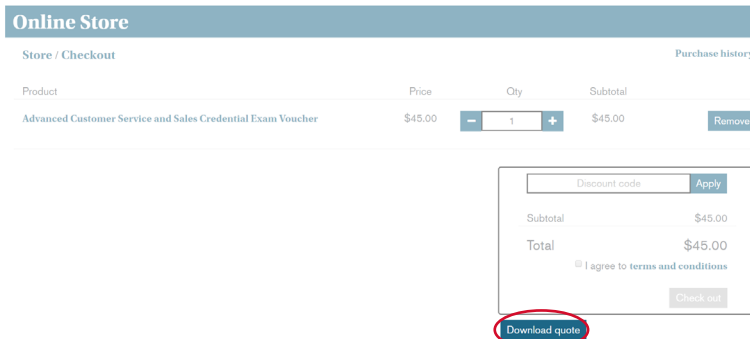 Online Store
Store / Checkout
Purchase history
Product Price Qty Subtotal
Advanced Customer Service and Sales Credential Exam Voucher $45.00 − 1 + $45.00 Remove
Discount code Apply
Subtotal $45.00
Total $45.00
I agree to terms and conditions
Check out
Download quote